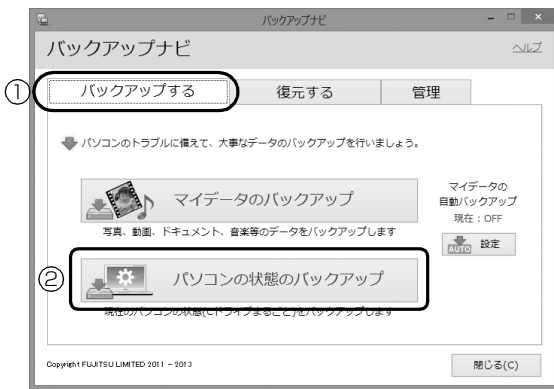 バックアップナビ
バックアップナビ
ヘルプ
① バックアップする 復元する 管理
パソコンのトラブルに備えて、大事なデータのバックアップを行いましょう。
マイデータのバックアップ
写真、動画、ドキュメント、音楽等のデータをバックアップします
マイデータの
自動バックアップ
現在：OFF
AUTO 設定
② パソコンの状態のバックアップ
現在のパソコンの状態(Cドライブまるごと)をバックアップします
Copyright FUJITSU LIMITED 2011 - 2013
閉じる(C)